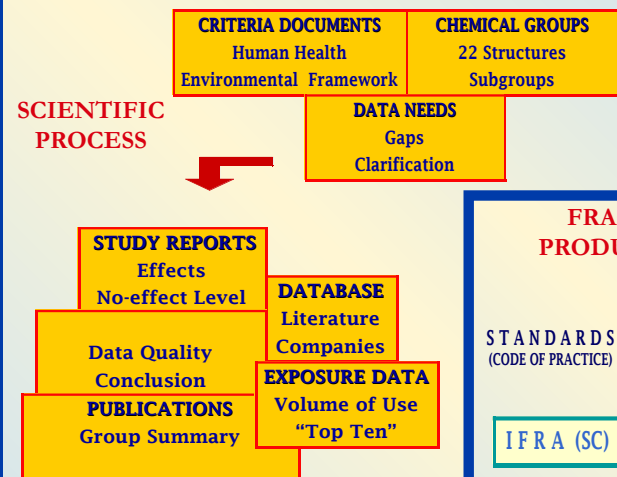 CRITERIA DOCUMENTS
Human Health
Environmental Framework
CHEMICAL GROUPS
22 Structures
Subgroups
DATA NEEDS
Gaps
Clarification
SCIENTIFIC
PROCESS
STUDY REPORTS
Effects
No-effect Level
DATABASE
Literature
Companies
Data Quality
Conclusion
EXPOSURE DATA
Volume of Use
“Top Ten”
PUBLICATIONS
Group Summary
FRA
PRODU
STANDARDS
(CODE OF PRACTICE)
IFRA (SC)